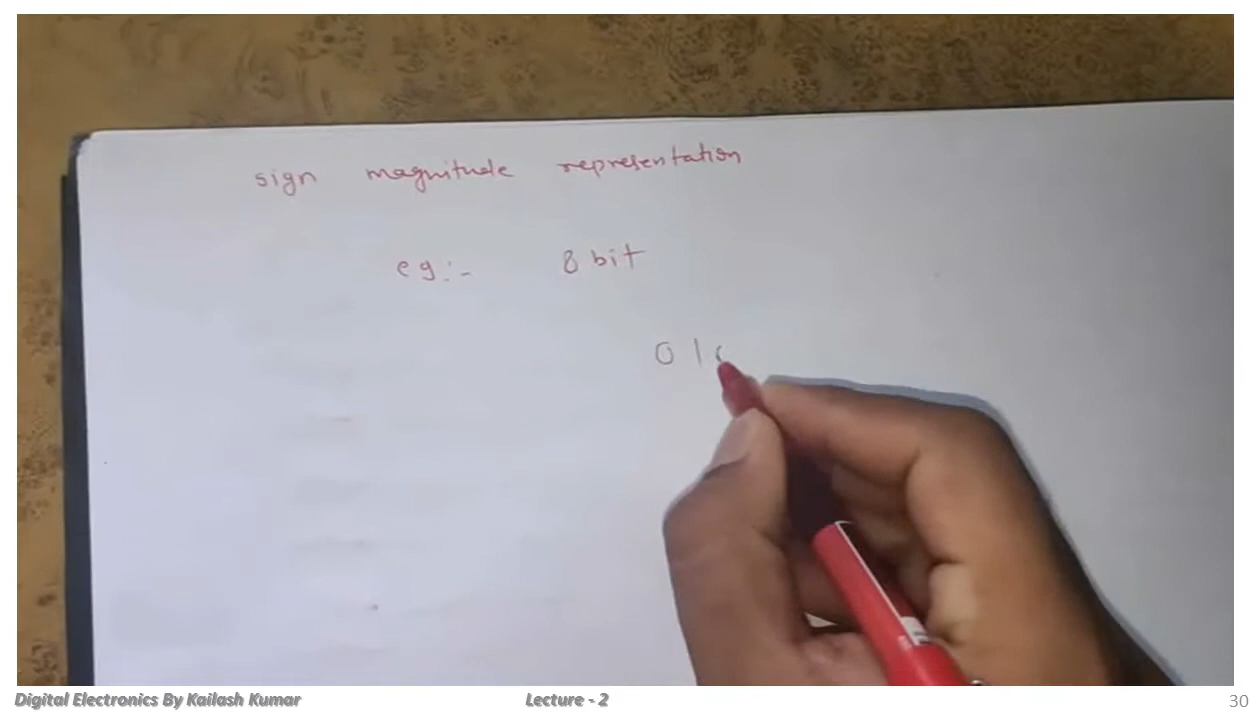 sign magnitude representation
eg:- 8 bit
0 1
Digital Electronics By Kailash Kumar Lecture - 2 30